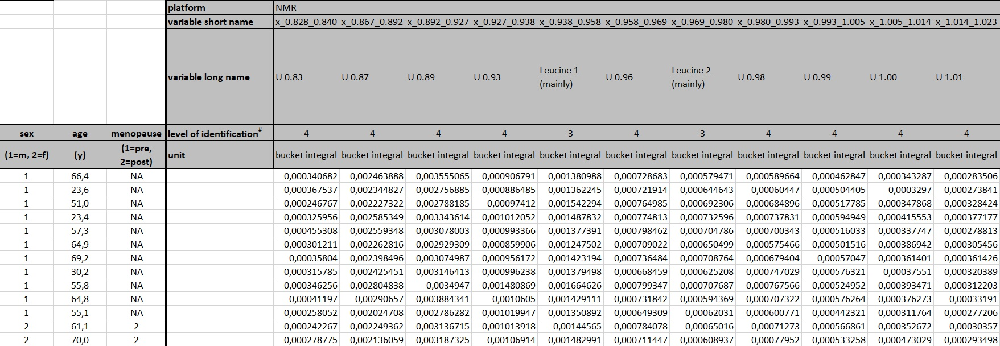 platform NMR
variable short name x_0.828_0.840 x_0.867_0.892 x_0.892_0.927 x_0.927_0.938 x_0.938_0.958 x_0.958_0.969 x_0.969_0.980 x_0.980_0.993 x_0.993_1.005 x_1.005_1.014 x_1.014_1.023
variable long name U 0.83 U 0.87 U 0.89 U 0.93 Leucine 1 (mainly) U 0.96 Leucine 2 (mainly) U 0.98 U 0.99 U 1.00 U 1.01
sex age menopause level of identification# 4 4 4 4 3 4 3 4 4 4 4
(1=m, 2=f) (y) (1=pre, 2=post) unit bucket integral bucket integral bucket integral bucket integral bucket integral bucket integral bucket integral bucket integral bucket integral bucket integral bucket integral
1 66,4 NA 0,000340682 0,002463888 0,003555065 0,000906791 0,001380988 0,000728683 0,000579471 0,000589664 0,000462847 0,000343287 0,000283506
1 23,6 NA 0,000367537 0,002344827 0,002756885 0,000886485 0,001362245 0,000721914 0,000644643 0,00060447 0,000504405 0,0003297 0,000273841
1 51,0 NA 0,000246767 0,002227322 0,002788185 0,00097412 0,001542294 0,000764985 0,000692306 0,000684896 0,000517785 0,000347868 0,000328424
1 23,4 NA 0,000325956 0,002585349 0,003343614 0,001012052 0,001487832 0,000774813 0,000732596 0,000737831 0,000594949 0,000415553 0,000377177
1 57,3 NA 0,000455308 0,002559348 0,003078003 0,000993366 0,001377391 0,000798462 0,000704786 0,000700343 0,000516033 0,000337747 0,000278813
1 64,9 NA 0,000301211 0,002262816 0,002929309 0,000859906 0,001247502 0,000709022 0,000650499 0,000575466 0,000501516 0,000386942 0,000305456
1 69,2 NA 0,00035804 0,002398496 0,003074987 0,000956172 0,001423194 0,000736484 0,000708764 0,000679404 0,00057047 0,000361401 0,000361426
1 30,2 NA 0,000315785 0,002425451 0,003146413 0,000996238 0,001379498 0,000668459 0,000625208 0,000747029 0,000576321 0,00037551 0,000320389
1 55,8 NA 0,000346256 0,002804838 0,0034947 0,001480869 0,001664626 0,000799347 0,000707687 0,000767566 0,000524952 0,000393471 0,000312203
1 64,8 NA 0,00041197 0,00290657 0,003884341 0,0010605 0,001429111 0,000731842 0,000594369 0,000707322 0,000576264 0,000376273 0,00033191
1 55,1 NA 0,000258052 0,002024708 0,002786282 0,001019947 0,001350892 0,000649309 0,00062031 0,000600771 0,000442321 0,000311764 0,000277206
2 61,1 2 0,000242267 0,002249362 0,003136715 0,001013918 0,00144565 0,000784078 0,00065016 0,00071273 0,000566861 0,000352672 0,00030357
2 70,0 2 0,000278775 0,002136059 0,003187325 0,00106914 0,001482991 0,000711447 0,000608937 0,00077952 0,000533258 0,000473029 0,000293498